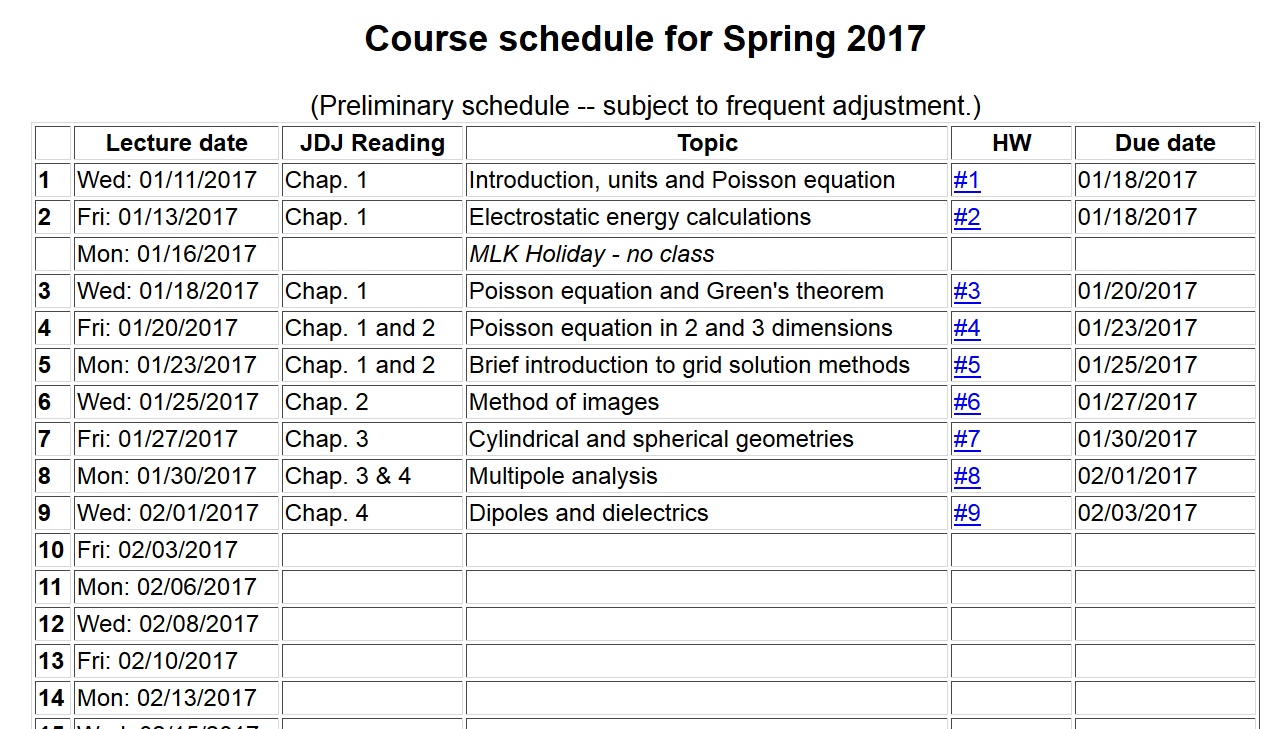 Course schedule for Spring 2017
(Preliminary schedule -- subject to frequent adjustment.)
Lecture date JDJ Reading Topic HW Due date
1 Wed: 01/11/2017 Chap. 1 Introduction, units and Poisson equation #1 01/18/2017
2 Fri: 01/13/2017 Chap. 1 Electrostatic energy calculations #2 01/18/2017
Mon: 01/16/2017 MLK Holiday - no class
3 Wed: 01/18/2017 Chap. 1 Poisson equation and Green's theorem #3 01/20/2017
4 Fri: 01/20/2017 Chap. 1 and 2 Poisson equation in 2 and 3 dimensions #4 01/23/2017
5 Mon: 01/23/2017 Chap. 1 and 2 Brief introduction to grid solution methods #5 01/25/2017
6 Wed: 01/25/2017 Chap. 2 Method of images #6 01/27/2017
7 Fri: 01/27/2017 Chap. 3 Cylindrical and spherical geometries #7 01/30/2017
8 Mon: 01/30/2017 Chap. 3 & 4 Multipole analysis #8 02/01/2017
9 Wed: 02/01/2017 Chap. 4 Dipoles and dielectrics #9 02/03/2017
10 Fri: 02/03/2017
11 Mon: 02/06/2017
12 Wed: 02/08/2017
13 Fri: 02/10/2017
14 Mon: 02/13/2017